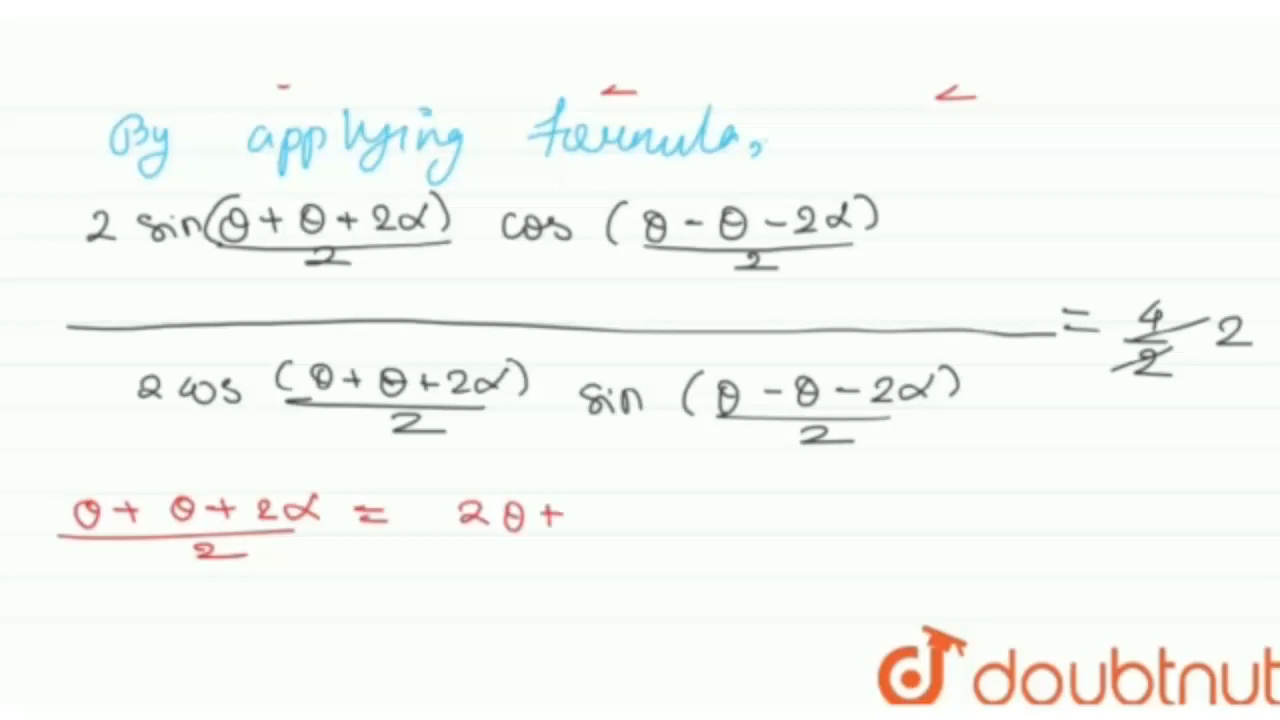 By applying formula,
2 sin(θ + θ + 2α) cos (θ - θ - 2α)
2 2
= 4 2
2
2 cos (θ + θ + 2α) sin (θ - θ - 2α)
2 2
θ + θ + 2α = 2θ +
2
doubtnut